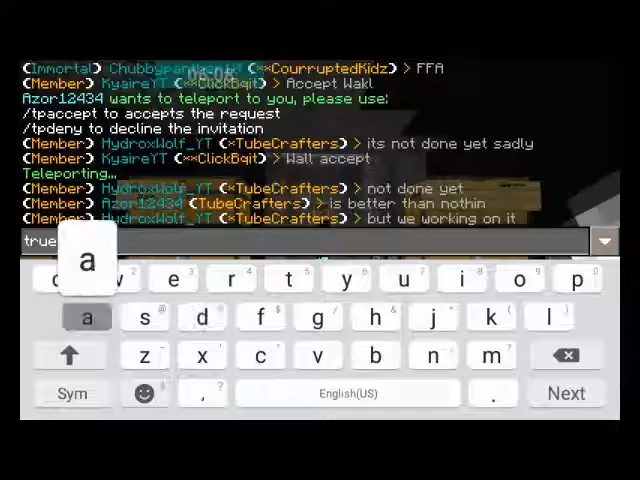 (Immortal) ChubbypantherYT (**CourruptedKidz) > FFA
(Member) KyaireYT (**ClickBqit) > Accept Wakl
Azor12434 wants to teleport to you, please use:
/tpaccept to accepts the request
/tpdeny to decline the invitation
(Member) HydroxWolf_YT (*TubeCrafters) > its not done yet sadly
(Member) KyaireYT (**ClickBqit) > Wall accept
Teleporting...
(Member) HydroxWolf_YT (*TubeCrafters) > not done yet
(Member) Azor12434 (TubeCrafters) > is better than nothin
(Member) HydroxWolf_YT (*TubeCrafters) > but we working on it
true
a
e r t y u i o p
a s d f g h j k l
z x c v b n m
Sym , ? English(US) . Next